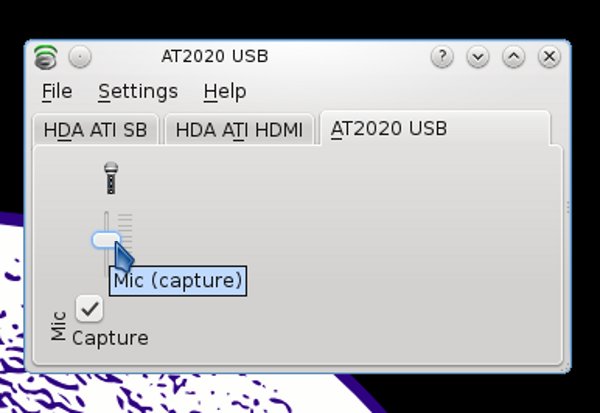 AT2020 USB
?
File Settings Help
HDA ATI SB HDA ATI HDMI AT2020 USB
Mic (capture)
Mic
Capture